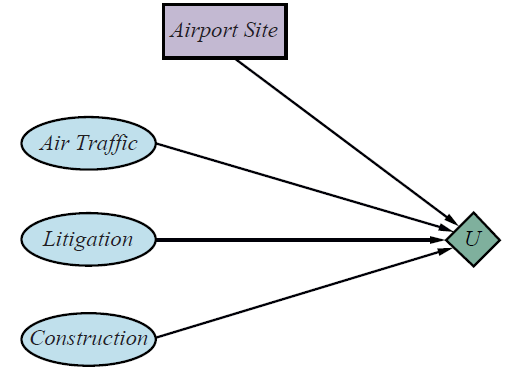 Airport Site
Air Traffic
Litigation
U
Construction